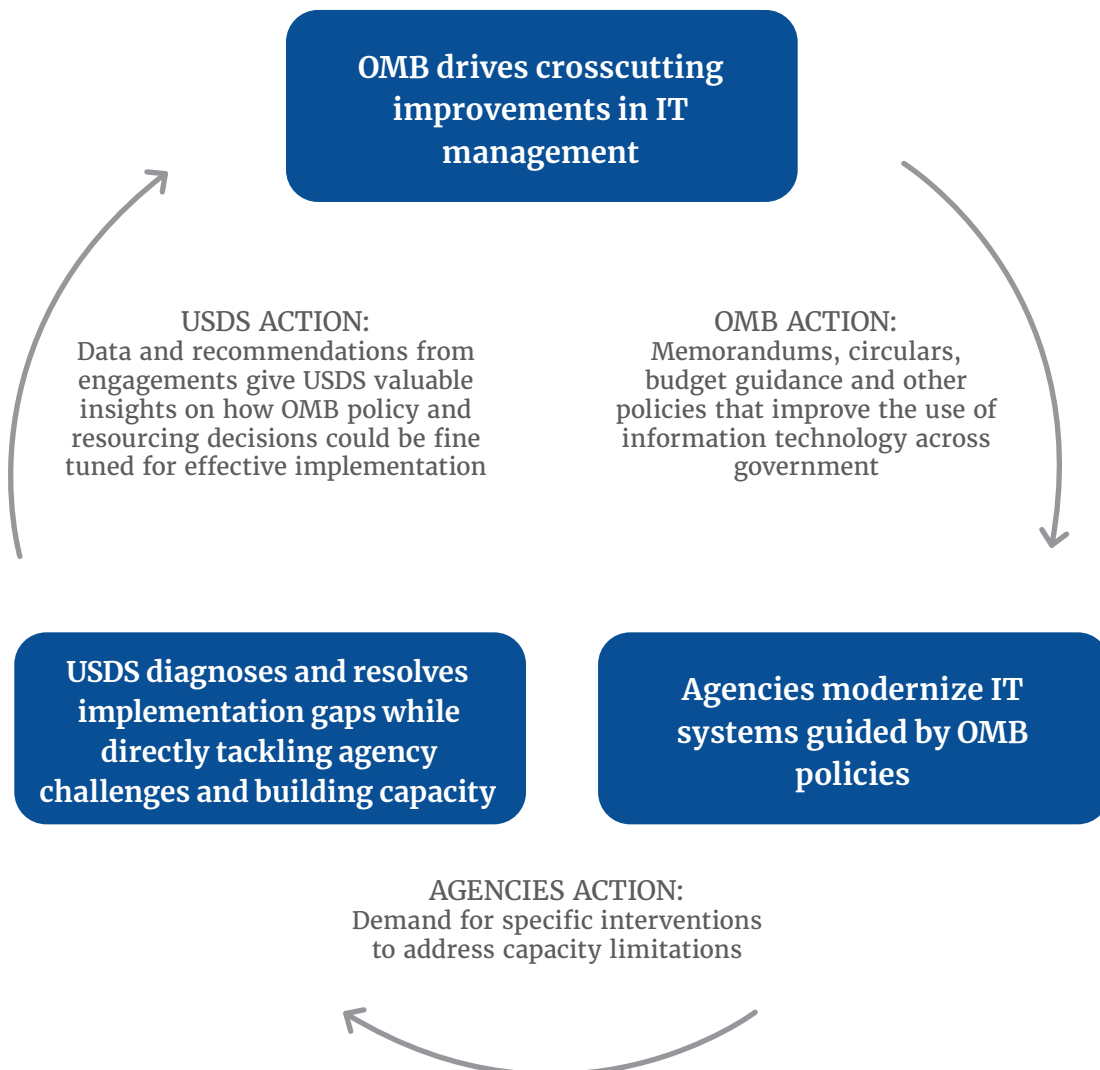 OMB drives crosscutting
improvements in IT
management
USDS ACTION:
Data and recommendations from
engagements give USDS valuable
insights on how OMB policy and
resourcing decisions could be fine
tuned for effective implementation
OMB ACTION:
Memorandums, circulars,
budget guidance and other
policies that improve the use of
information technology across
government
USDS diagnoses and resolves
implementation gaps while
directly tackling agency
challenges and building capacity
Agencies modernize IT
systems guided by OMB
policies
AGENCIES ACTION:
Demand for specific interventions
to address capacity limitations